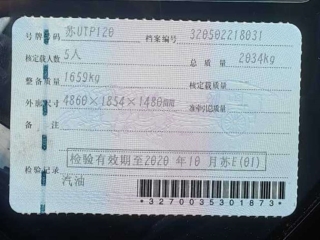 号牌号码 苏UTP120 档案编号 320502218031
核定载人数 5人 总质量 2034kg
整备质量 1659kg 核定载质量
外廓尺寸 4860×1854×1480mm 准牵引总质量
备注
检验有效期至2020年10月苏E(01)
检验记录
汽油
*3270035301873*